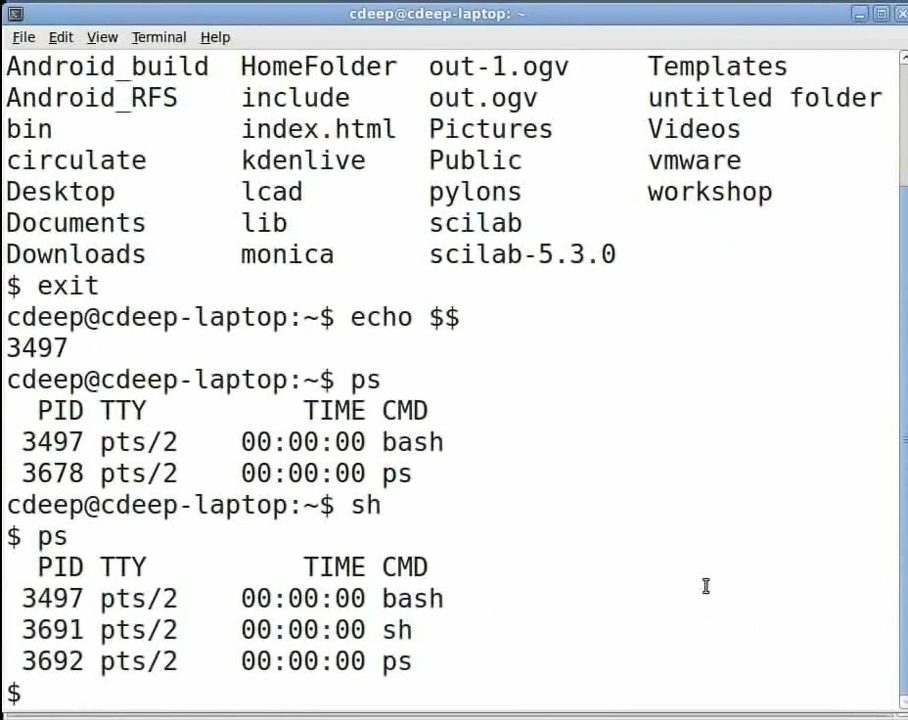 cdeep@cdeep-laptop: ~
File Edit View Terminal Help
Android_build HomeFolder out-1.ogv Templates
Android_RFS include out.ogv untitled folder
bin index.html Pictures Videos
circulate kdenlive Public vmware
Desktop lcad pylons workshop
Documents lib scilab
Downloads monica scilab-5.3.0
$ exit
cdeep@cdeep-laptop:~$ echo $$
3497
cdeep@cdeep-laptop:~$ ps
PID TTY TIME CMD
3497 pts/2 00:00:00 bash
3678 pts/2 00:00:00 ps
cdeep@cdeep-laptop:~$ sh
$ ps
PID TTY TIME CMD
3497 pts/2 00:00:00 bash
3691 pts/2 00:00:00 sh
3692 pts/2 00:00:00 ps
$